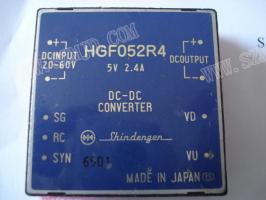 HGF052R4
5V 2.4A
+ DCINPUT 20-60V -
+ DCOUTPUT -
DC-DC
CONVERTER
SG
VD
RC
Shindengen
SYN
6901
VU
MADE IN JAPAN